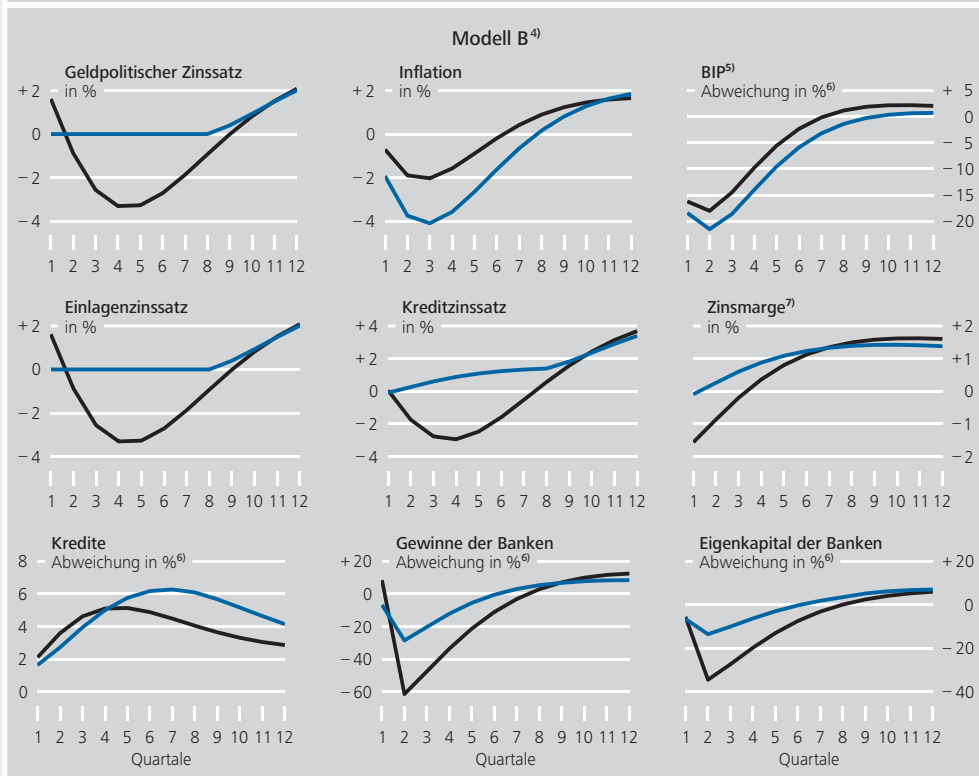 Modell B⁴⁾
Geldpolitischer Zinssatz
in %
+ 2
0
− 2
− 4
1 2 3 4 5 6 7 8 9 10 11 12
Inflation
in %
+ 2
0
− 2
− 4
1 2 3 4 5 6 7 8 9 10 11 12
BIP⁵⁾
Abweichung in %⁶⁾
+ 5
0
− 5
− 10
− 15
− 20
1 2 3 4 5 6 7 8 9 10 11 12
Einlagenzinssatz
in %
+ 2
0
− 2
− 4
1 2 3 4 5 6 7 8 9 10 11 12
Kreditzinssatz
in %
+ 4
+ 2
0
− 2
− 4
1 2 3 4 5 6 7 8 9 10 11 12
Zinsmarge⁷⁾
in %
+ 2
+ 1
0
− 1
− 2
1 2 3 4 5 6 7 8 9 10 11 12
Kredite
Abweichung in %⁶⁾
8
6
4
2
0
1 2 3 4 5 6 7 8 9 10 11 12
Quartale
Gewinne der Banken
Abweichung in %⁶⁾
+ 20
0
− 20
− 40
− 60
1 2 3 4 5 6 7 8 9 10 11 12
Quartale
Eigenkapital der Banken
Abweichung in %⁶⁾
+ 20
0
− 20
− 40
1 2 3 4 5 6 7 8 9 10 11 12
Quartale